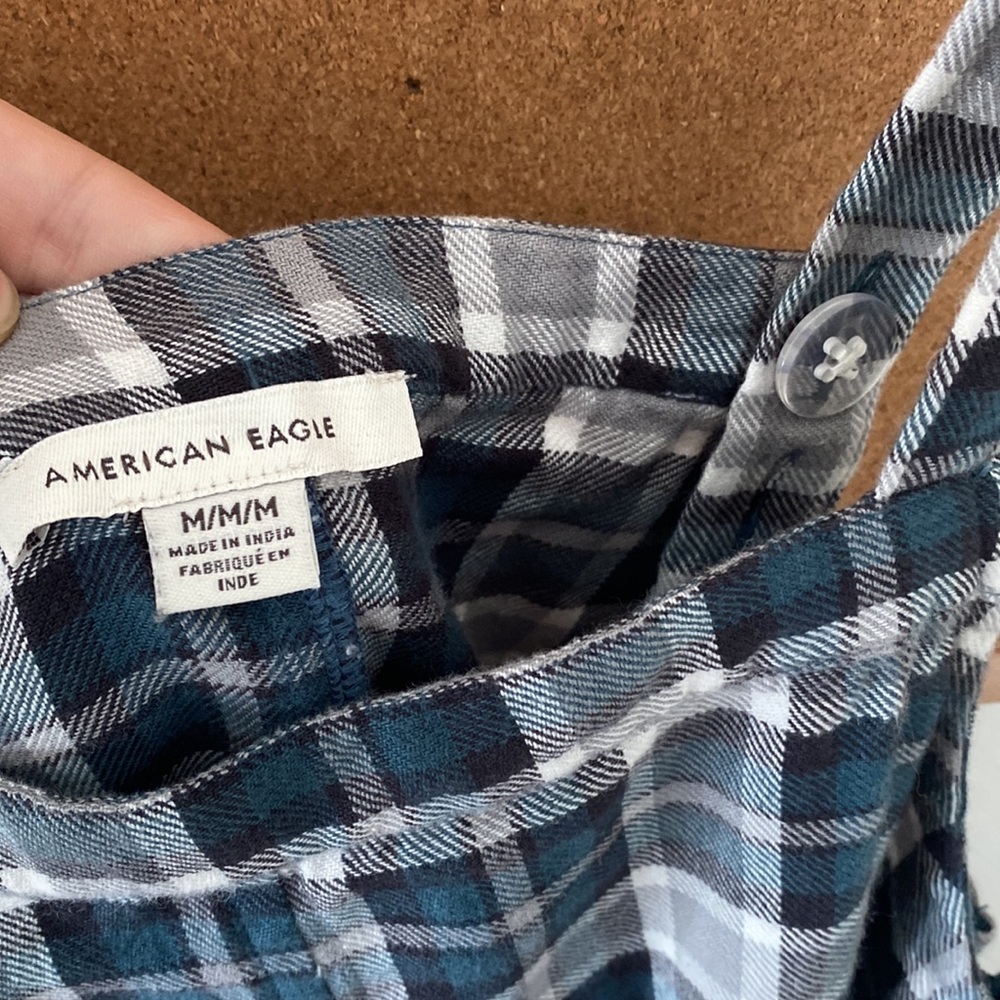 AMERICAN EAGLE
M/M/M
MADE IN INDIA
FABRIQUÉ EN
INDE